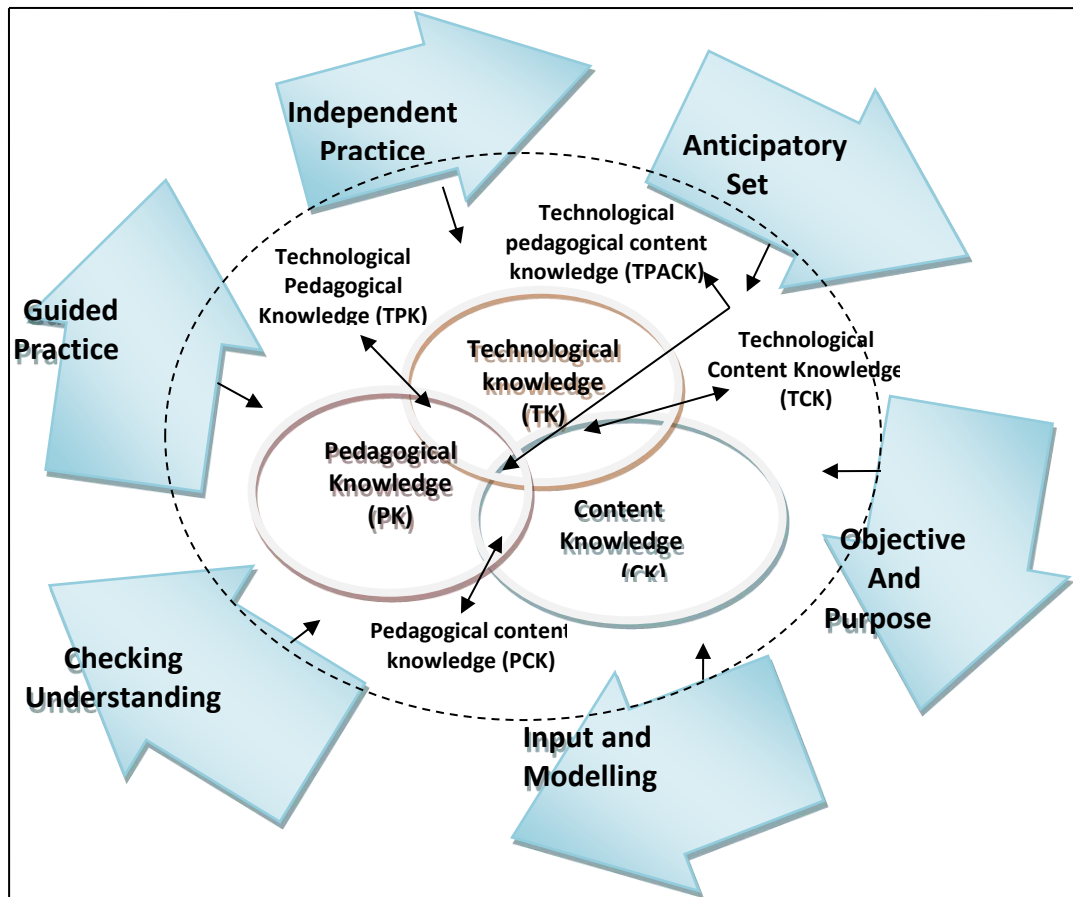 Independent
Practice
Anticipatory
Set
Technological
pedagogical content
knowledge (TPACK)
Technological
Pedagogical
Knowledge (TPK)
Guided
Practice
Technological
knowledge
(TK)
Technological
Content Knowledge
(TCK)
Pedagogical
Knowledge
(PK)
Content
Knowledge
(CK)
Objective
And
Purpose
Pedagogical content
knowledge (PCK)
Checking
Understanding
Input and
Modelling